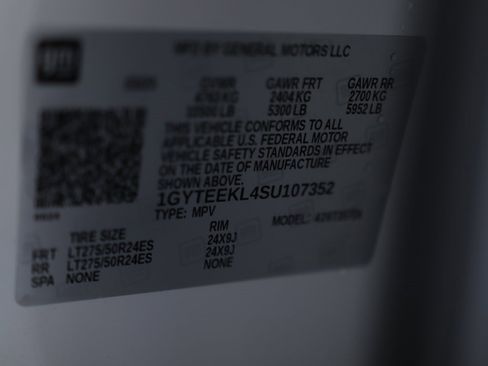 gm
MFD BY GENERAL MOTORS LLC
GVWR GAWR FRT GAWR RR
4763 KG 2404 KG 2700 KG
10500 LB 5300 LB 5952 LB
THIS VEHICLE CONFORMS TO ALL
APPLICABLE U.S. FEDERAL MOTOR
VEHICLE SAFETY STANDARDS IN EFFECT
ON THE DATE OF MANUFACTURE
SHOWN ABOVE.
1GYTEEKL4SU107352
TYPE: MPV MODEL:
TIRE SIZE RIM
FRT LT275/50R24ES 24X9J
RR LT275/50R24ES 24X9J
SPA NONE NONE